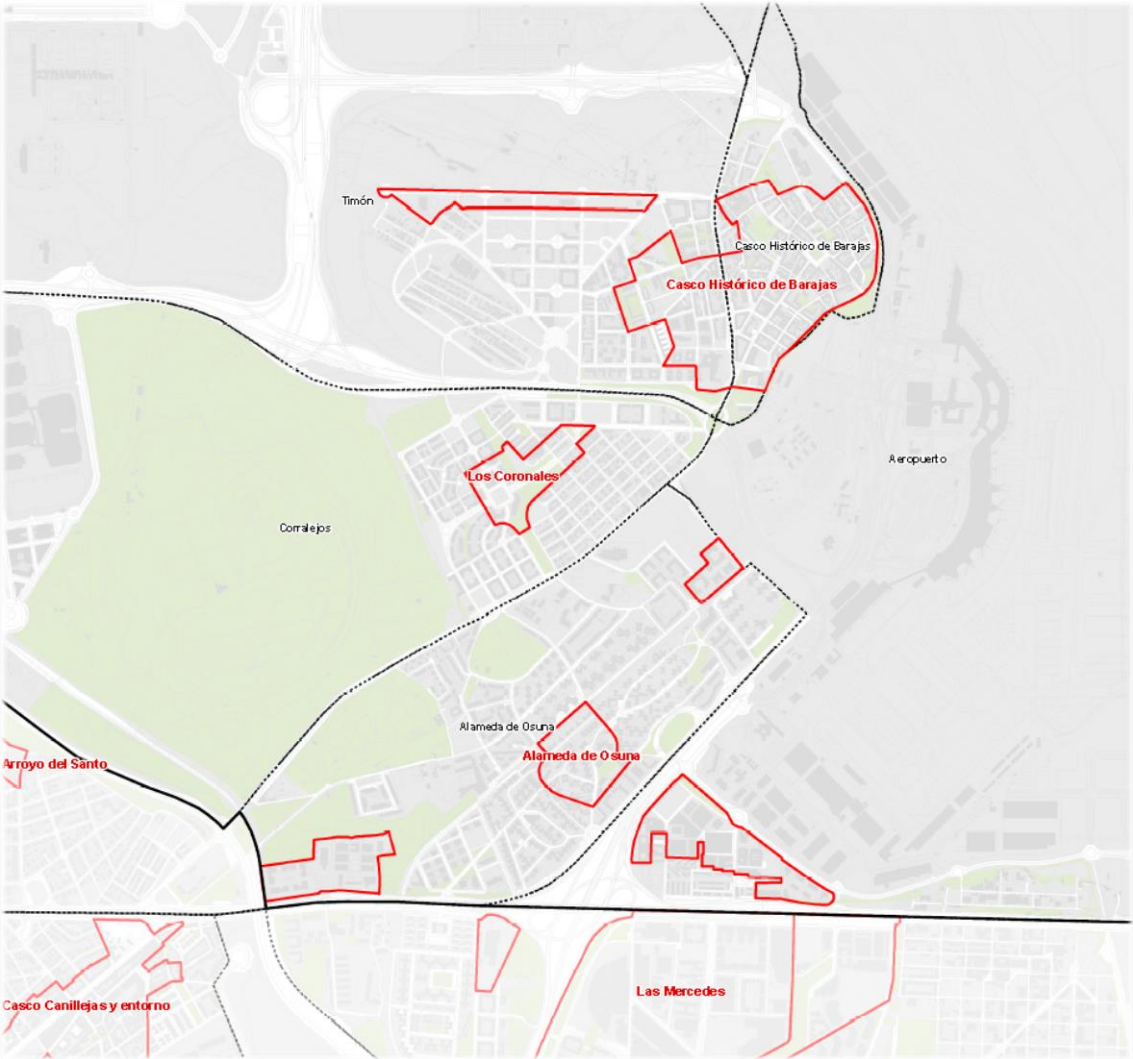 Timón
Casco Histórico de Barajas
Casco Histórico de Barajas
Aeropuerto
Los Coronales
Corralejos
Alameda de Osuna
Alameda de Osuna
Arroyo del Santo
Las Mercedes
Casco Canillejas y entorno